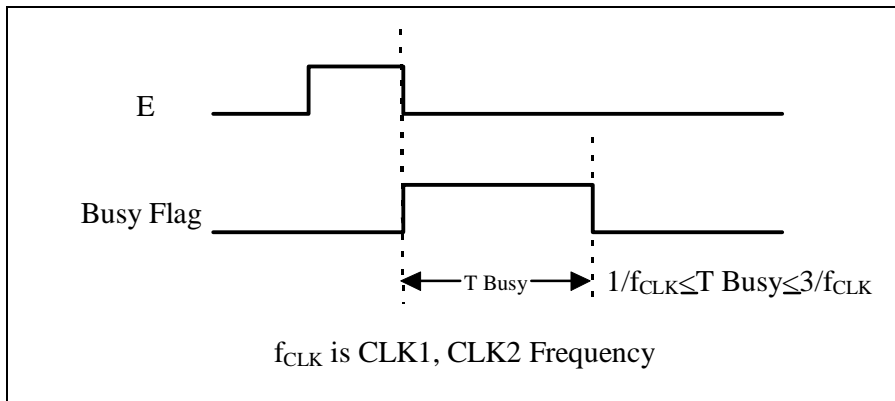 E
Busy Flag
T Busy
1/fCLK≤T Busy≤3/fCLK
fCLK is CLK1, CLK2 Frequency